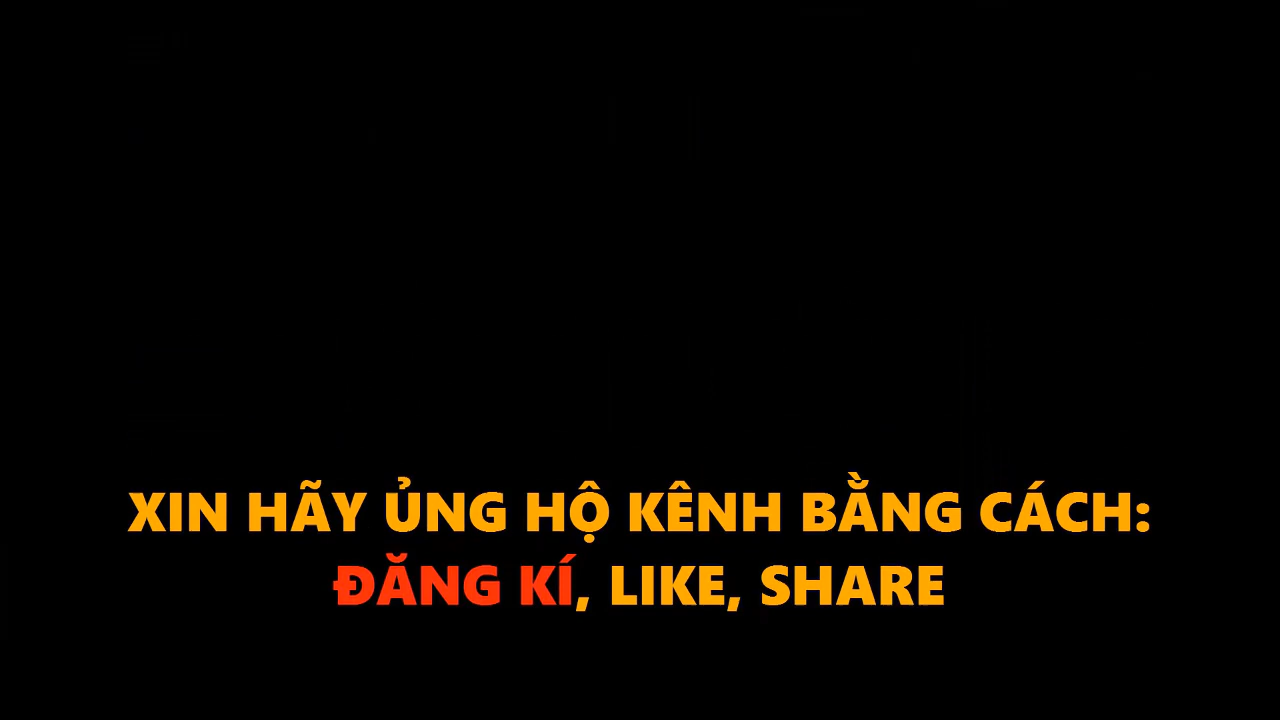 XIN HÃY ỦNG HỘ KÊNH BẰNG CÁCH:
ĐĂNG KÍ, LIKE, SHARE